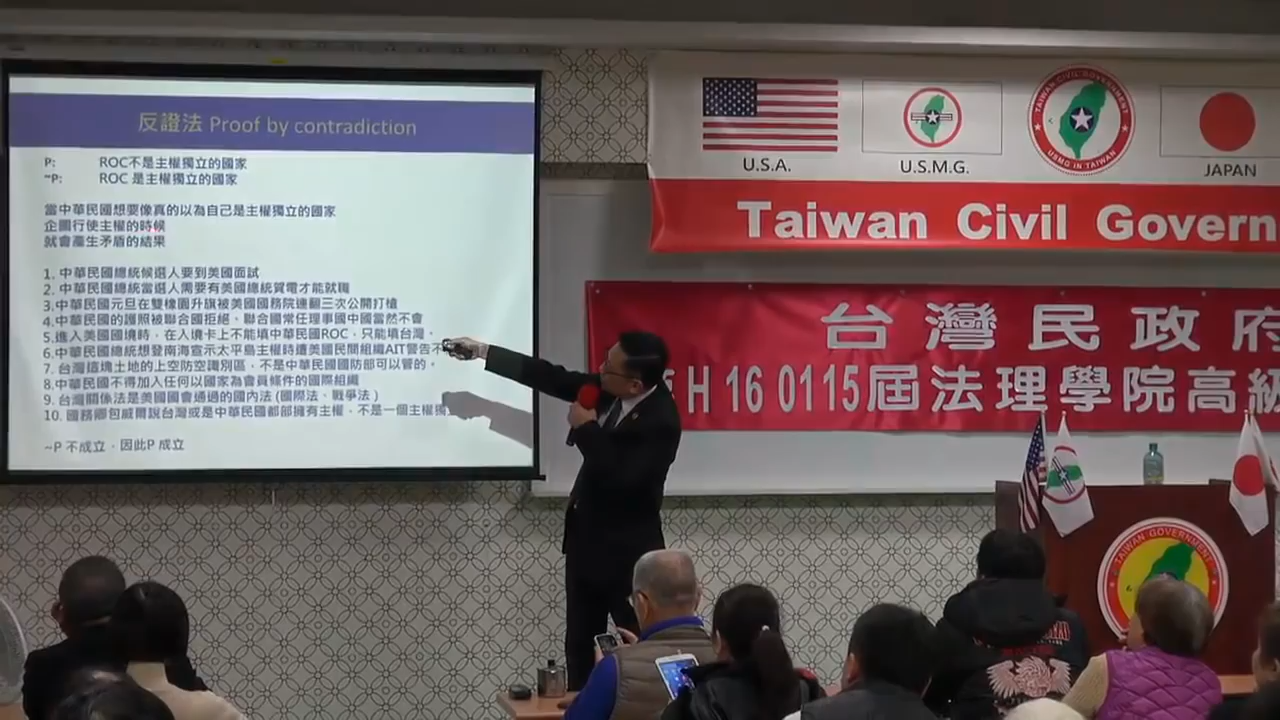 反證法 Proof by contradiction
P: ROC不是主權獨立的國家
~P: ROC 是主權獨立的國家
當中華民國想要像真的以為自己是主權獨立的國家
企圖行使主權的時候
就會產生矛盾的結果
1. 中華民國總統候選人要到美國面試
2. 中華民國總統當選人需要有美國總統賀電才能就職
3.中華民國元旦在雙橡園升旗被美國國務院連翻三次公開打槍
4.中華民國的護照被聯合國拒絕、聯合國常任理事國中國當然不會
5.進入美國國境時，在入境卡上不能填中華民國ROC，只能填台灣。
6.中華民國總統想登南海宣示太平島主權時遭美國民間組織AIT警告不
7. 台灣這塊土地的上空防空識別區，不是中華民國國防部可以管的。
8.中華民國不得加入任何以國家為會員條件的國際組織
9. 台灣關係法是美國國會通過的國內法 (國際法、戰爭法)
10. 國務卿包威爾說台灣或是中華民國都部擁有主權，不是一個主權獨
~P 不成立，因此P 成立
U.S.A.
U.S.M.G.
TAIWAN CIVIL GOVERNMENT
USMG IN TAIWAN
JAPAN
Taiwan Civil Govern
台灣民政府
H 16 0115屆法理學院高級
TAIWAN GOVERNMENT